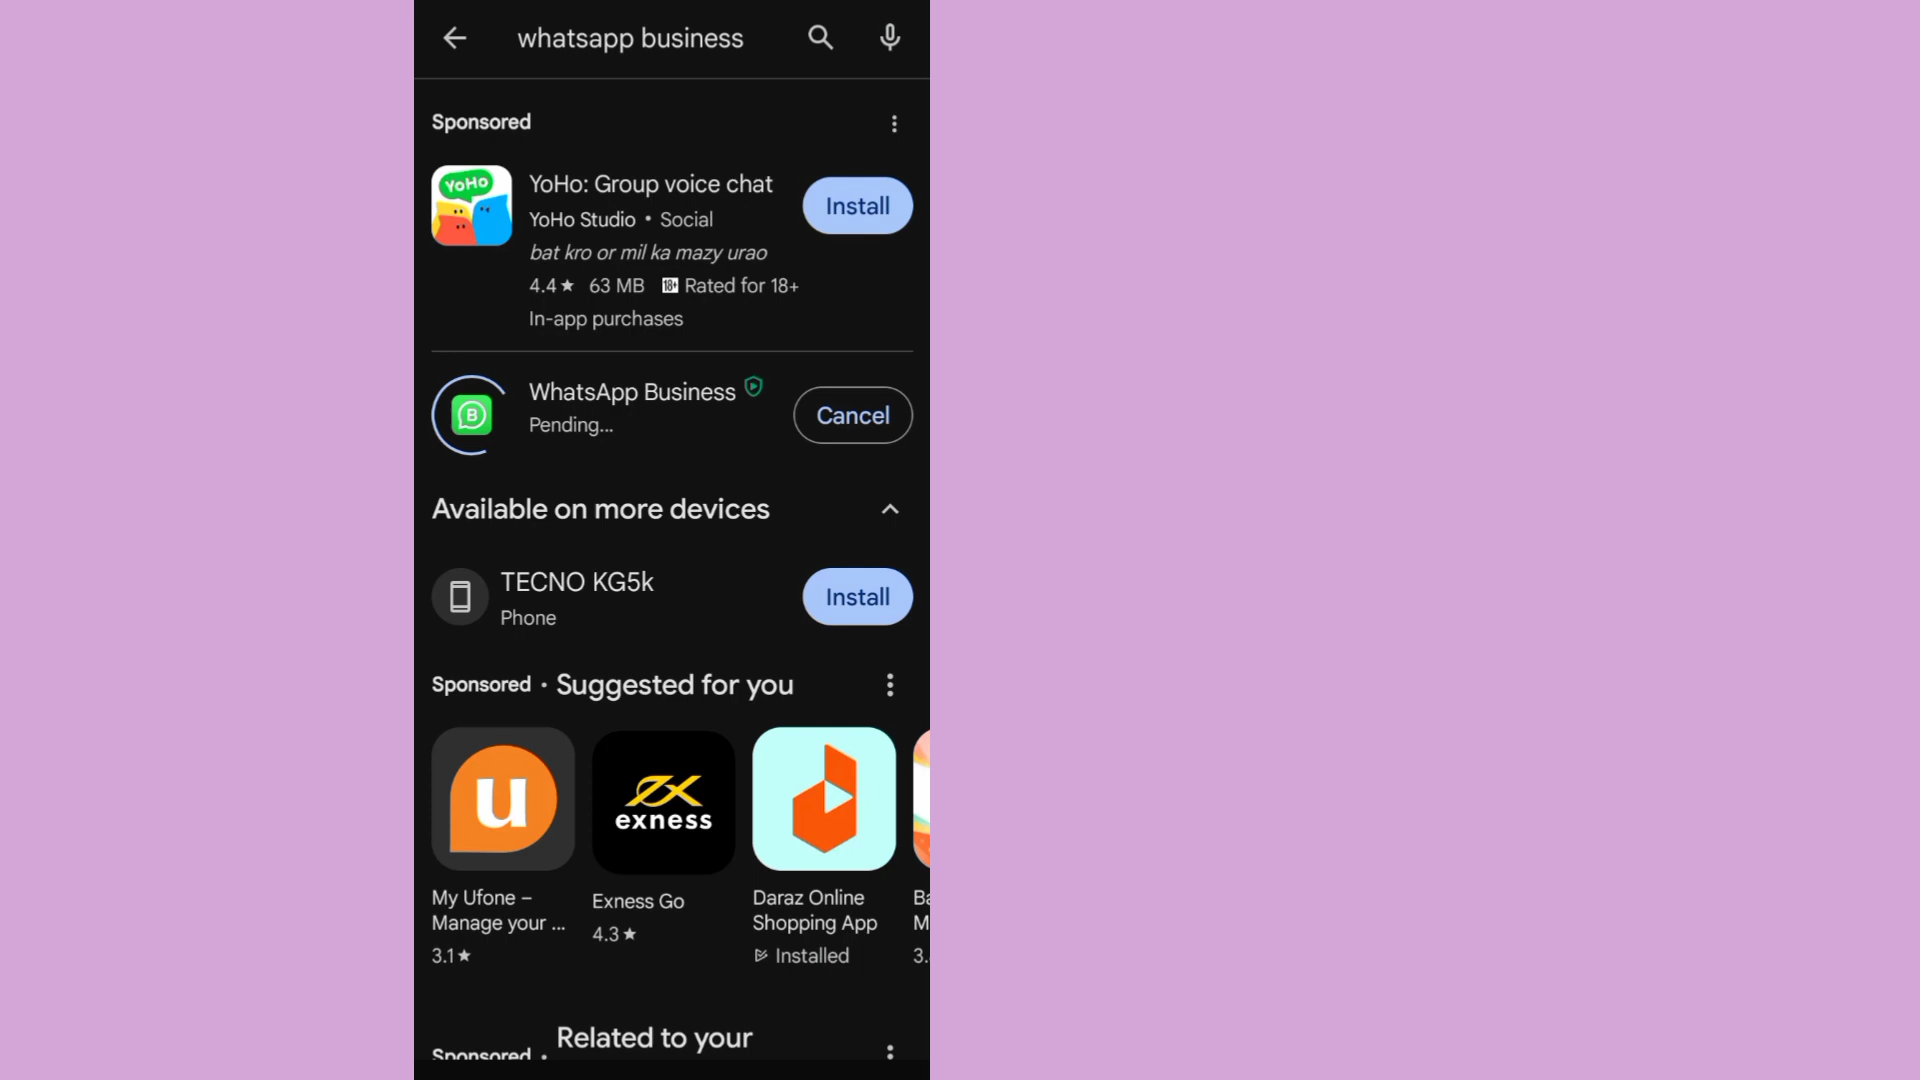 whatsapp business
Sponsored
YoHo
YoHo: Group voice chat
YoHo Studio • Social
bat kro or mil ka mazy urao
4.4★ 63 MB 18+ Rated for 18+
In-app purchases
Install
WhatsApp Business
Pending...
Cancel
Available on more devices
TECNO KG5k
Phone
Install
Sponsored • Suggested for you
u
exness
My Ufone –
Manage your ...
3.1★
Exness Go
4.3★
Daraz Online
Shopping App
Installed
Ba
M
3.
Related to your
Sponsored •